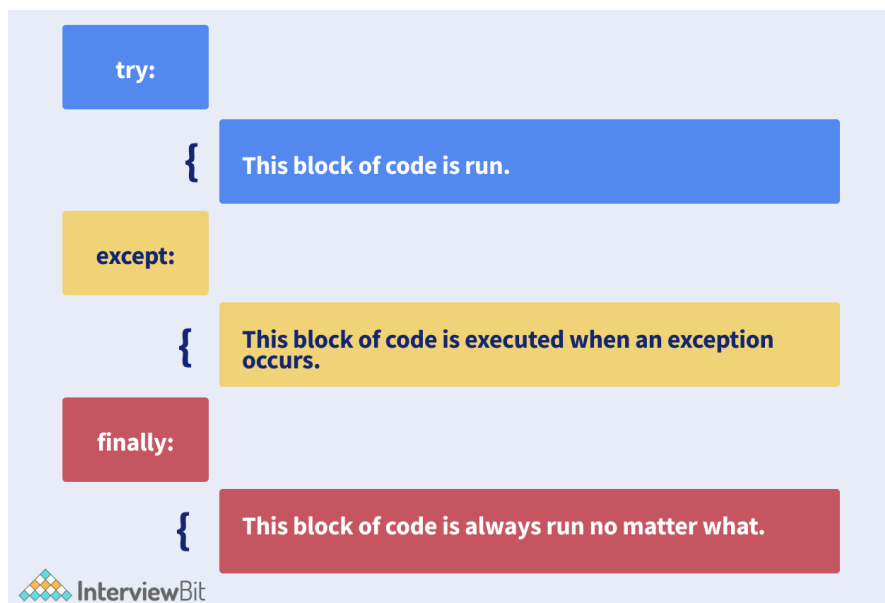 try:
{
This block of code is run.
except:
{
This block of code is executed when an exception
occurs.
finally:
{
This block of code is always run no matter what.
InterviewBit